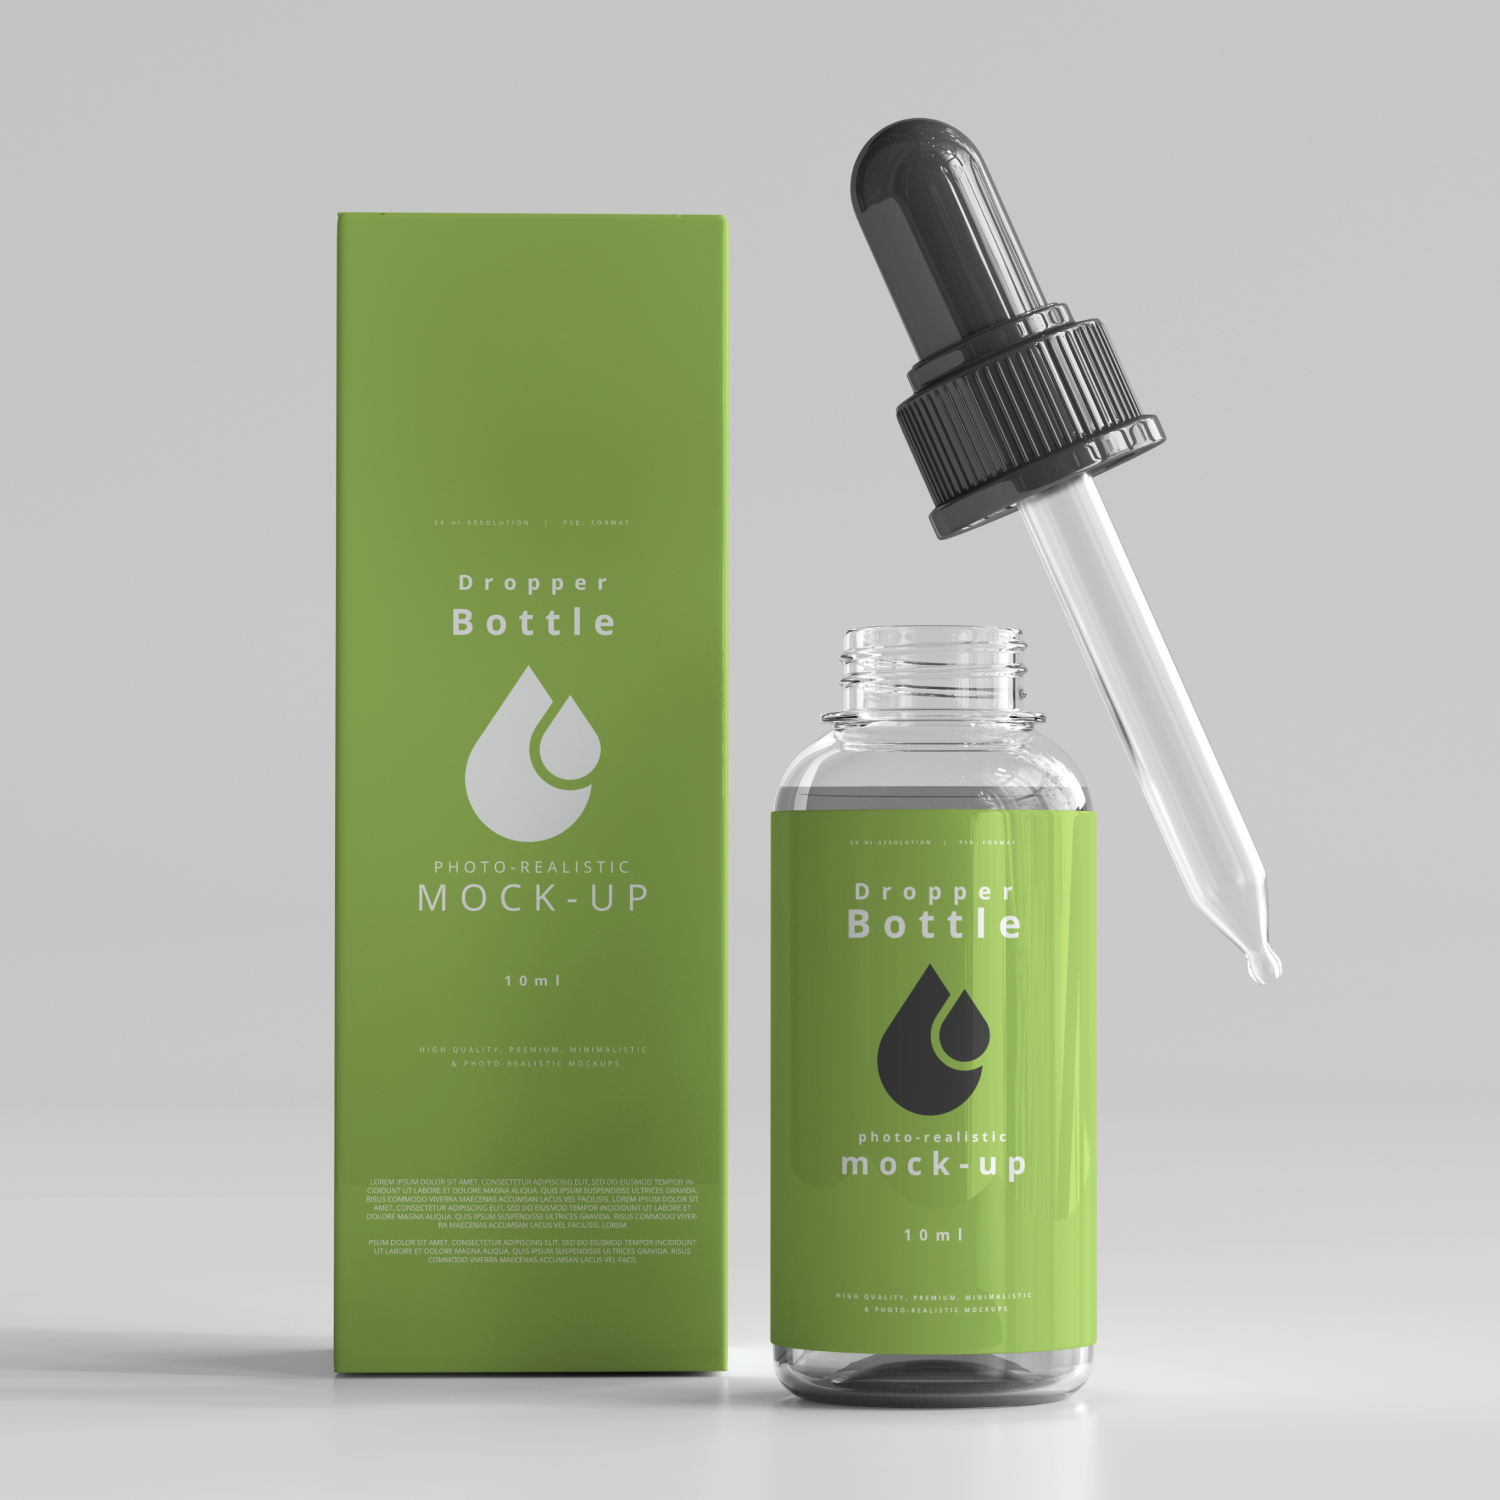 5K HI-RESOLUTION | PSD. FORMAT
Dropper
Bottle
PHOTO-REALISTIC
MOCK-UP
10ml
HIGH QUALITY, PREMIUM, MINIMALISTIC
& PHOTO-REALISTIC MOCKUPS
LOREM IPSUM DOLOR SIT AMET, CONSECTETUR ADIPISCING ELIT, SED DO EIUSMOD TEMPOR IN-
CIDIDUNT UT LABORE ET DOLORE MAGNA ALIQUA. QUIS IPSUM SUSPENDISSE ULTRICES GRAVIDA.
RISUS COMMODO VIVERRA MAECENAS ACCUMSAN LACUS VEL FACILISIS. LOREM IPSUM DOLOR SIT
AMET, CONSECTETUR ADIPISCING ELIT, SED DO EIUSMOD TEMPOR INCIDIDUNT UT LABORE ET
DOLORE MAGNA ALIQUA. QUIS IPSUM SUSPENDISSE ULTRICES GRAVIDA. RISUS COMMODO VIVER-
RA MAECENAS ACCUMSAN LACUS VEL FACILISIS. LOREM
PSUM DOLOR SIT AMET, CONSECTETUR ADIPISCING ELIT, SED DO EIUSMOD TEMPOR INCIDIDUNT
UT LABORE ET DOLORE MAGNA ALIQUA. QUIS IPSUM SUSPENDISSE ULTRICES GRAVIDA. RISUS
COMMODO VIVERRA MAECENAS ACCUMSAN LACUS VEL FACIL
5K HI-RESOLUTION | PSD. FORMAT
Dropper
Bottle
photo-realistic
mock-up
10ml
HIGH QUALITY, PREMIUM, MINIMALISTIC
& PHOTO-REALISTIC MOCKUPS